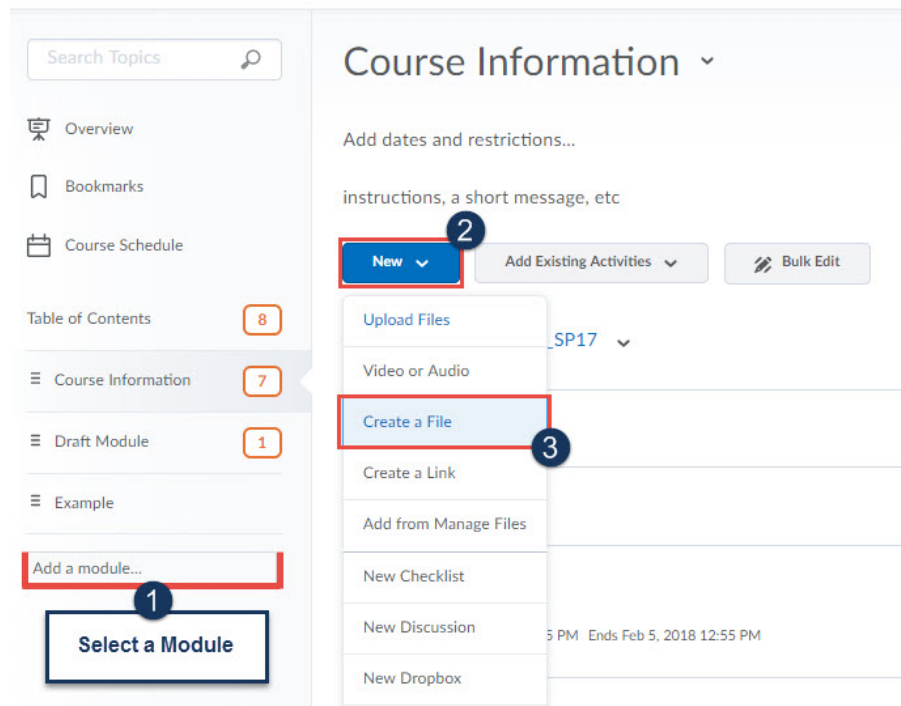 Search Topics
Overview
Bookmarks
Course Schedule
Table of Contents 8
Course Information 7
Draft Module 1
Example
Add a module...
1
Select a Module
Course Information
Add dates and restrictions...
instructions, a short message, etc
2
New Add Existing Activities Bulk Edit
Upload Files
_SP17
Video or Audio
Create a File
3
Create a Link
Add from Manage Files
New Checklist
New Discussion
5 PM Ends Feb 5, 2018 12:55 PM
New Dropbox